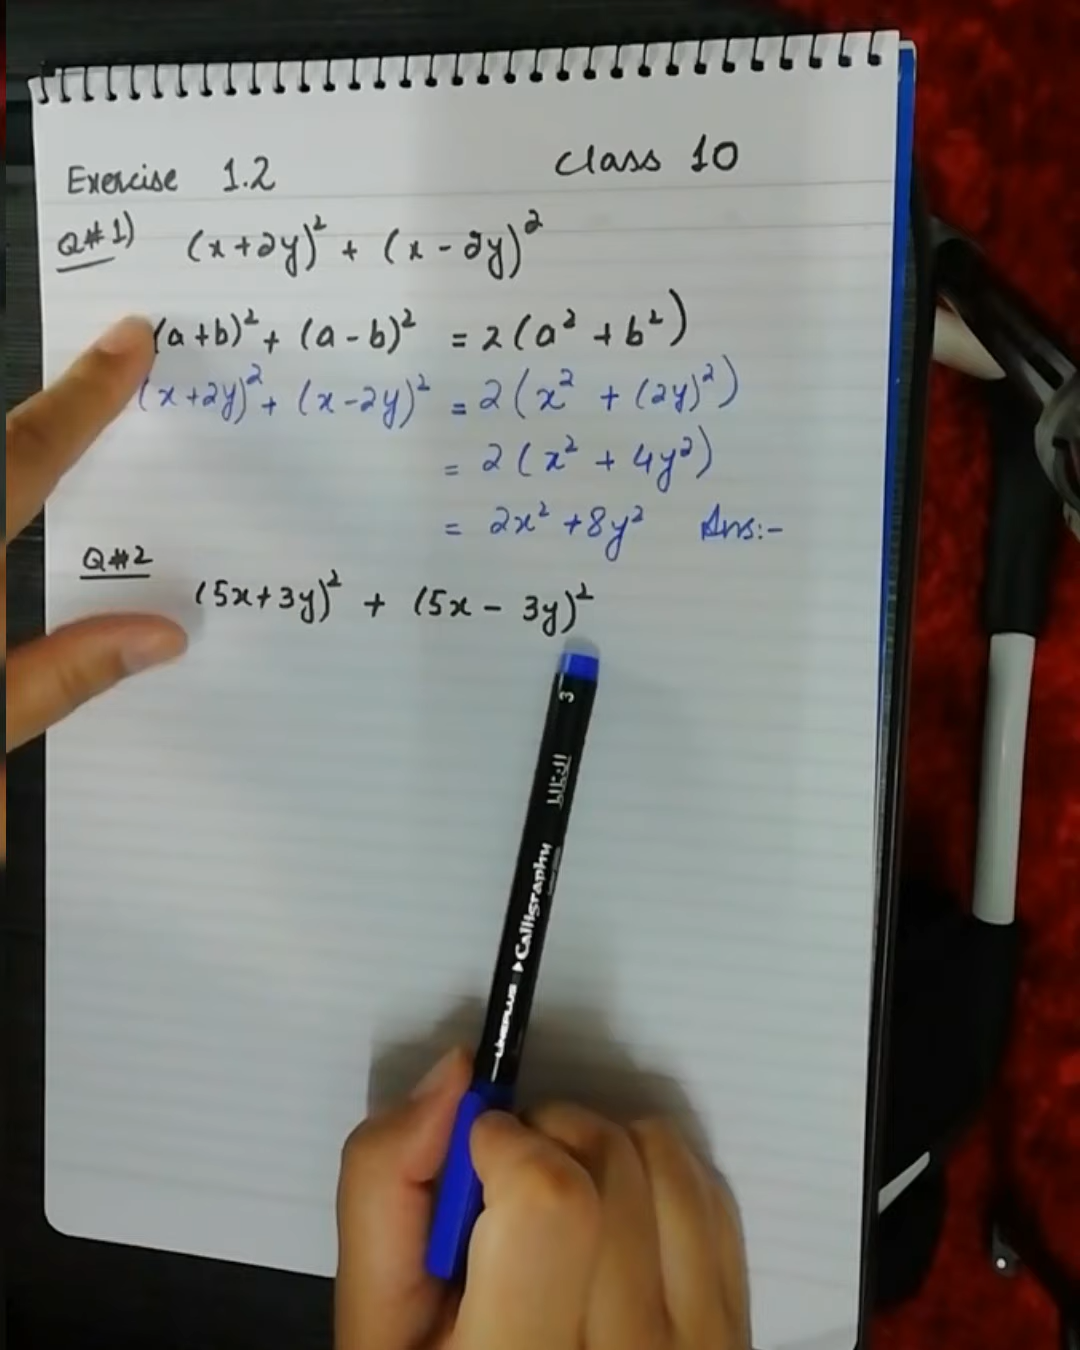 Exercise 1.2 Class 10
Q#1) (x+2y)² + (x-2y)²
(a+b)² + (a-b)² = 2(a²+b²)
(x+2y)² + (x-2y)² = 2(x² + (2y)²)
= 2(x² + 4y²)
= 2x² + 8y² Ans:-
Q#2
(5x+3y)² + (5x - 3y)²
3
Calligraphy